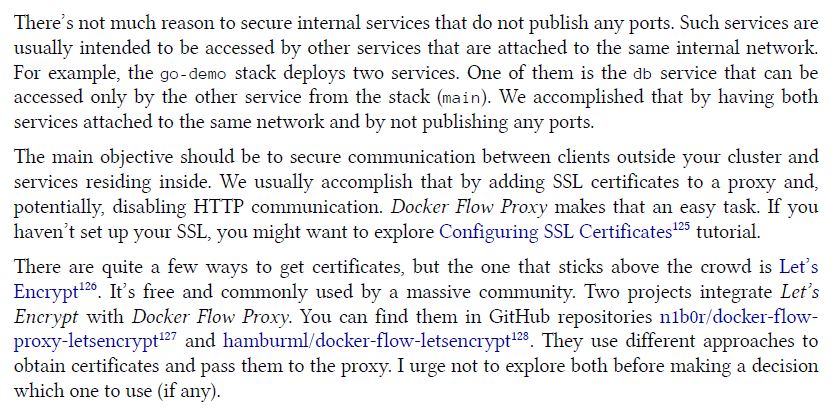 There's not much reason to secure internal services that do not publish any ports. Such services are
usually intended to be accessed by other services that are attached to the same internal network.
For example, the go-demo stack deploys two services. One of them is the db service that can be
accessed only by the other service from the stack (main). We accomplished that by having both
services attached to the same network and by not publishing any ports.
The main objective should be to secure communication between clients outside your cluster and
services residing inside. We usually accomplish that by adding SSL certificates to a proxy and,
potentially, disabling HTTP communication. Docker Flow Proxy makes that an easy task. If you
haven't set up your SSL, you might want to explore Configuring SSL Certificates¹²⁵ tutorial.
There are quite a few ways to get certificates, but the one that sticks above the crowd is Let's
Encrypt¹²⁶. It's free and commonly used by a massive community. Two projects integrate Let's
Encrypt with Docker Flow Proxy. You can find them in GitHub repositories n1b0r/docker-flow-
proxy-letsencrypt¹²⁷ and hamburml/docker-flow-letsencrypt¹²⁸. They use different approaches to
obtain certificates and pass them to the proxy. I urge not to explore both before making a decision
which one to use (if any).